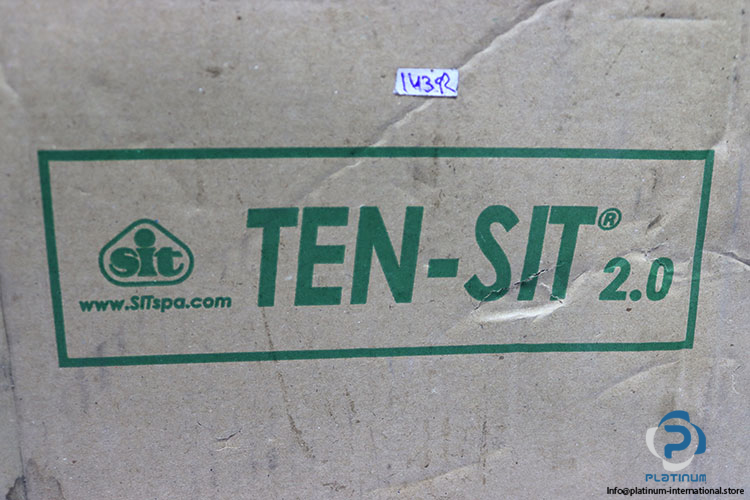 14392
sit
www.SITspa.com
TEN-SIT® 2.0
PLATINUM
Info@platinum-international.store